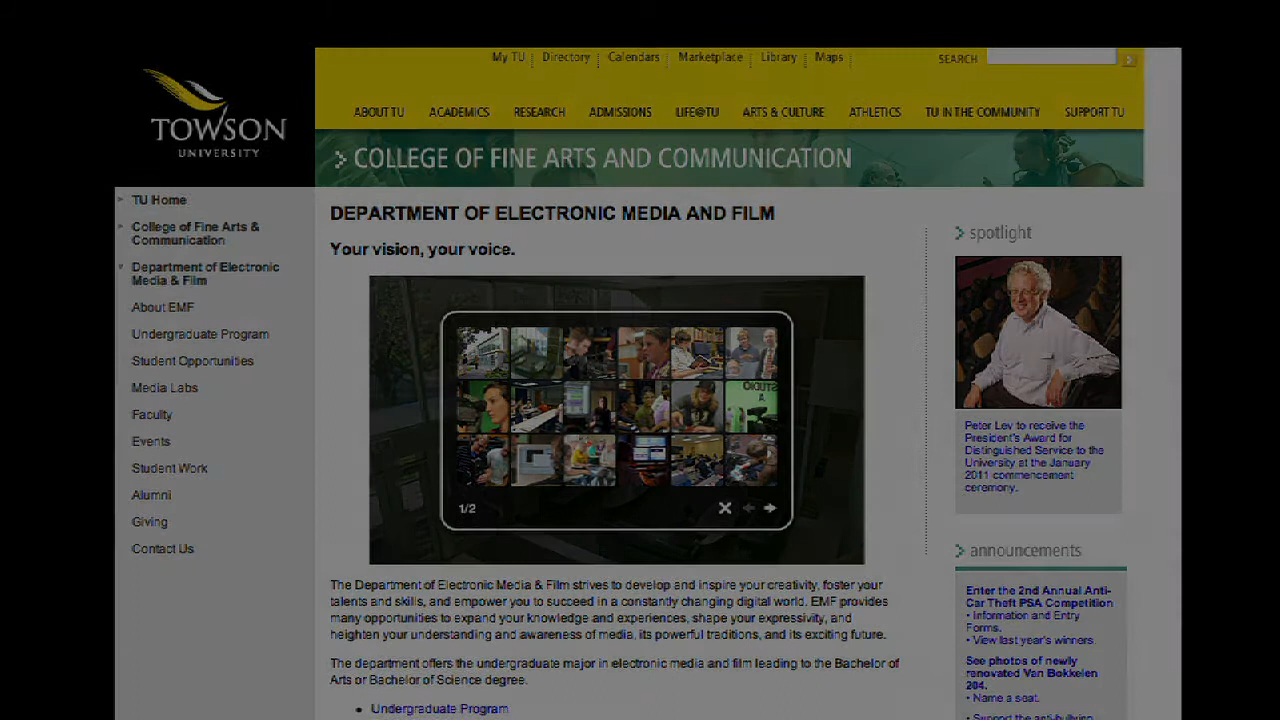 My TU
Directory
Calendars
Marketplace
Library
Maps
SEARCH
TOWSON
UNIVERSITY
ABOUT TU
ACADEMICS
RESEARCH
ADMISSIONS
LIFE@TU
ARTS & CULTURE
ATHLETICS
TU IN THE COMMUNITY
SUPPORT TU
COLLEGE OF FINE ARTS AND COMMUNICATION
TU Home
College of Fine Arts &
Communication
Department of Electronic
Media & Film
About EMF
Undergraduate Program
Student Opportunities
Media Labs
Faculty
Events
Student Work
Alumni
Giving
Contact Us
DEPARTMENT OF ELECTRONIC MEDIA AND FILM
Your vision, your voice.
1/2
The Department of Electronic Media & Film strives to develop and inspire your creativity, foster your
talents and skills, and empower you to succeed in a constantly changing digital world. EMF provides
many opportunities to expand your knowledge and experiences, shape your expressivity, and
heighten your understanding and awareness of media, its powerful traditions, and its exciting future.
The department offers the undergraduate major in electronic media and film leading to the Bachelor of
Arts or Bachelor of Science degree.
• Undergraduate Program
spotlight
Peter Lev to receive the
President's Award for
Distinguished Service to the
University at the January
2011 commencement
ceremony.
announcements
Enter the 2nd Annual Anti-
Car Theft PSA Competition
• Information and Entry
Forms.
• View last year's winners.
See photos of newly
renovated Van Bokkelen
204.
• Name a seat.
• Support the anti-bullying